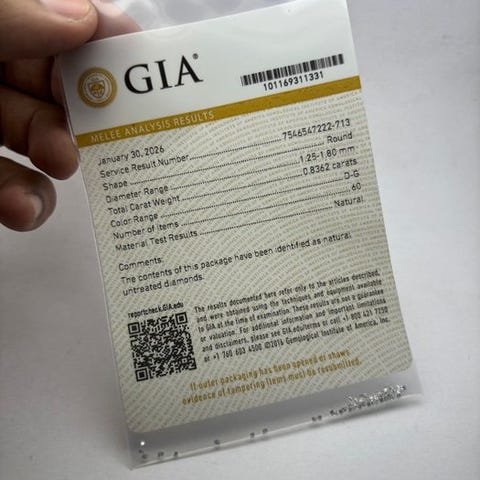 GIA®
101169311331
MELEE ANALYSIS RESULTS
January 30, 2026
Service Result Number 7546547222-713
Shape Round
Diameter Range 1.25-1.80 mm
Total Carat Weight 0.8362 carats
Color Range D-G
Number of Items 60
Material Test Results Natural
Comments:
The contents of this package have been identified as natural
untreated diamonds.
reportcheck.GIA.edu
The results documented here refer only to the articles described,
and were obtained using the techniques and equipment available
to GIA at the time of examination. These results are not a guarantee
or valuation. For additional information and important limitations
and disclaimers, please see GIA.edu/terms or call +1 800 421 7250
or +1 760 603 4500 ©2016 Gemological Institute of America, Inc.
If outer packaging is opened or shows
evidence of tampering items must be resubmitted.